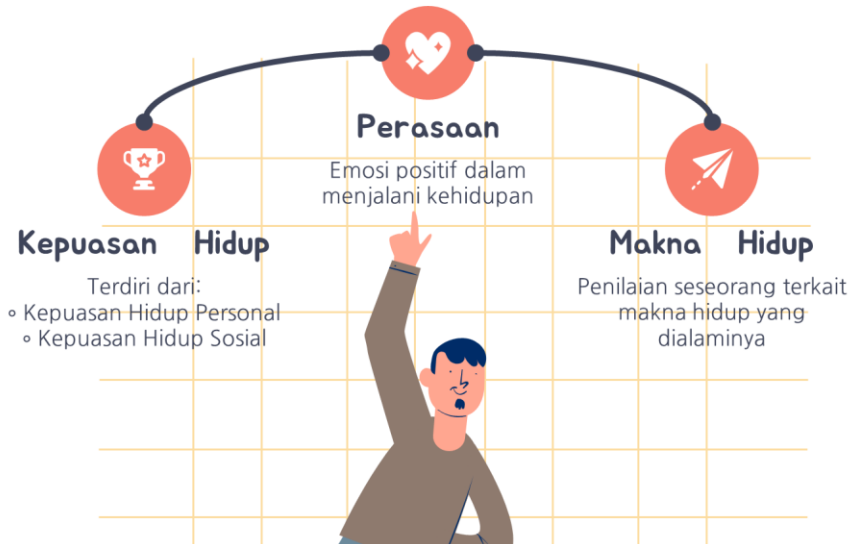 Perasaan
Emosi positif dalam
menjalani kehidupan
Kepuasan Hidup
Terdiri dari:
◦ Kepuasan Hidup Personal
◦ Kepuasan Hidup Sosial
Makna Hidup
Penilaian seseorang terkait
makna hidup yang
dialaminya